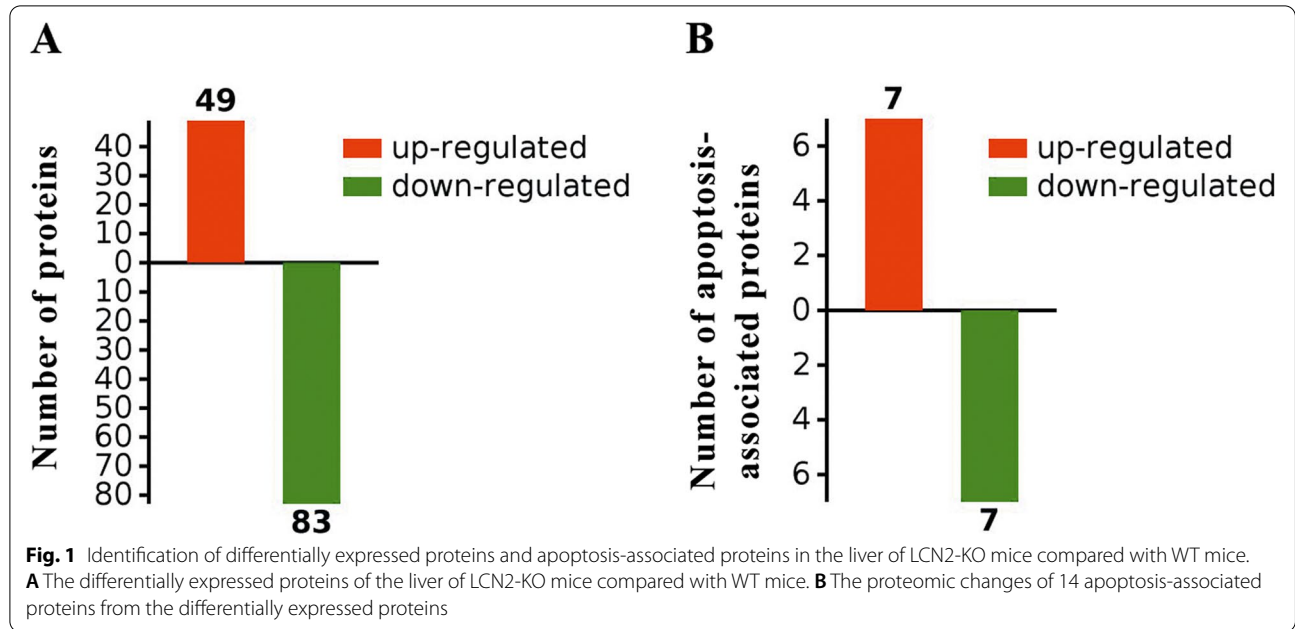 A
49
Number of proteins
40
30
20
10
0
10
20
30
40
50
60
70
80
83
up-regulated
down-regulated
B
7
Number of apoptosis-
associated proteins
6
4
2
0
2
4
6
7
up-regulated
down-regulated
Fig. 1 Identification of differentially expressed proteins and apoptosis-associated proteins in the liver of LCN2-KO mice compared with WT mice.
A The differentially expressed proteins of the liver of LCN2-KO mice compared with WT mice. B The proteomic changes of 14 apoptosis-associated
proteins from the differentially expressed proteins